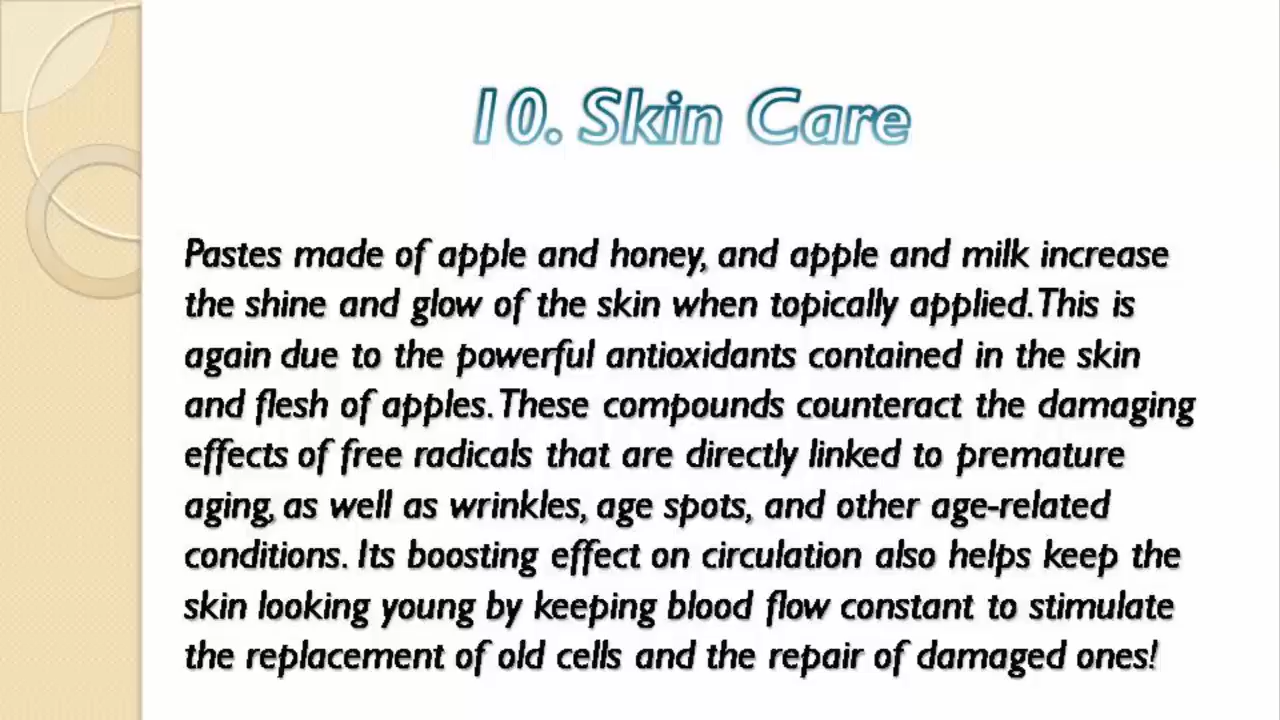 10. Skin Care
Pastes made of apple and honey, and apple and milk increase
the shine and glow of the skin when topically applied. This is
again due to the powerful antioxidants contained in the skin
and flesh of apples. These compounds counteract the damaging
effects of free radicals that are directly linked to premature
aging, as well as wrinkles, age spots, and other age-related
conditions. Its boosting effect on circulation also helps keep the
skin looking young by keeping blood flow constant to stimulate
the replacement of old cells and the repair of damaged ones!